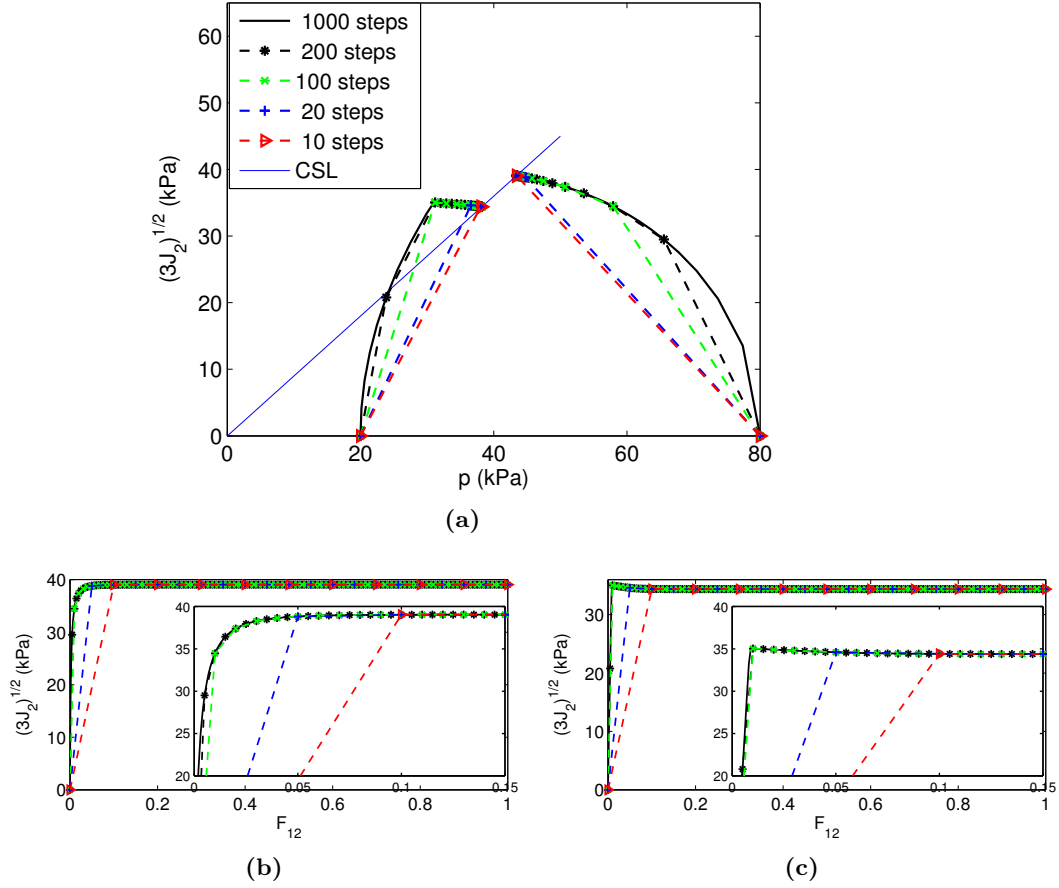 1000 steps
200 steps
100 steps
20 steps
10 steps
CSL
60
50
40
30
20
10
0
(3J₂)^1/2 (kPa)
0 20 40 60 80
p (kPa)
(a)
40
30
20
10
0
(3J₂)^1/2 (kPa)
40
35
30
25
20
0 0.05 0.1 0.15
0 0.2 0.4 0.6 0.8 1
F₁₂
(b)
30
20
10
0
(3J₂)^1/2 (kPa)
40
35
30
25
20
0 0.05 0.1 0.15
0 0.2 0.4 0.6 0.8 1
F₁₂
(c)